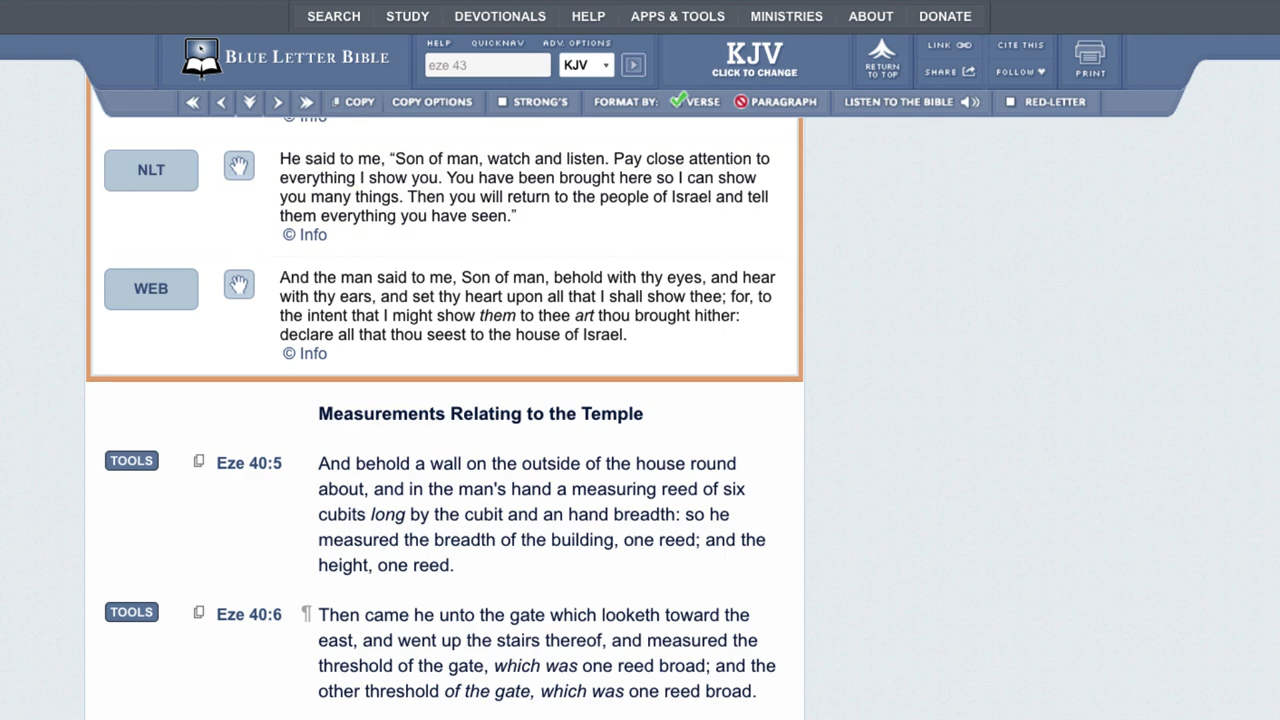 SEARCH STUDY DEVOTIONALS HELP APPS & TOOLS MINISTRIES ABOUT DONATE
BLUE LETTER BIBLE
HELP QUICKNAV ADV. OPTIONS
eze 43 KJV
KJV
CLICK TO CHANGE
RETURN
TO TOP
LINK CITE THIS
SHARE FOLLOW
PRINT
COPY COPY OPTIONS STRONG'S FORMAT BY: VERSE PARAGRAPH LISTEN TO THE BIBLE RED-LETTER
© Info
NLT
He said to me, “Son of man, watch and listen. Pay close attention to
everything I show you. You have been brought here so I can show
you many things. Then you will return to the people of Israel and tell
them everything you have seen.”
© Info
WEB
And the man said to me, Son of man, behold with thy eyes, and hear
with thy ears, and set thy heart upon all that I shall show thee; for, to
the intent that I might show them to thee art thou brought hither:
declare all that thou seest to the house of Israel.
© Info
Measurements Relating to the Temple
TOOLS Eze 40:5 And behold a wall on the outside of the house round
about, and in the man's hand a measuring reed of six
cubits long by the cubit and an hand breadth: so he
measured the breadth of the building, one reed; and the
height, one reed.
TOOLS Eze 40:6 ¶ Then came he unto the gate which looketh toward the
east, and went up the stairs thereof, and measured the
threshold of the gate, which was one reed broad; and the
other threshold of the gate, which was one reed broad.